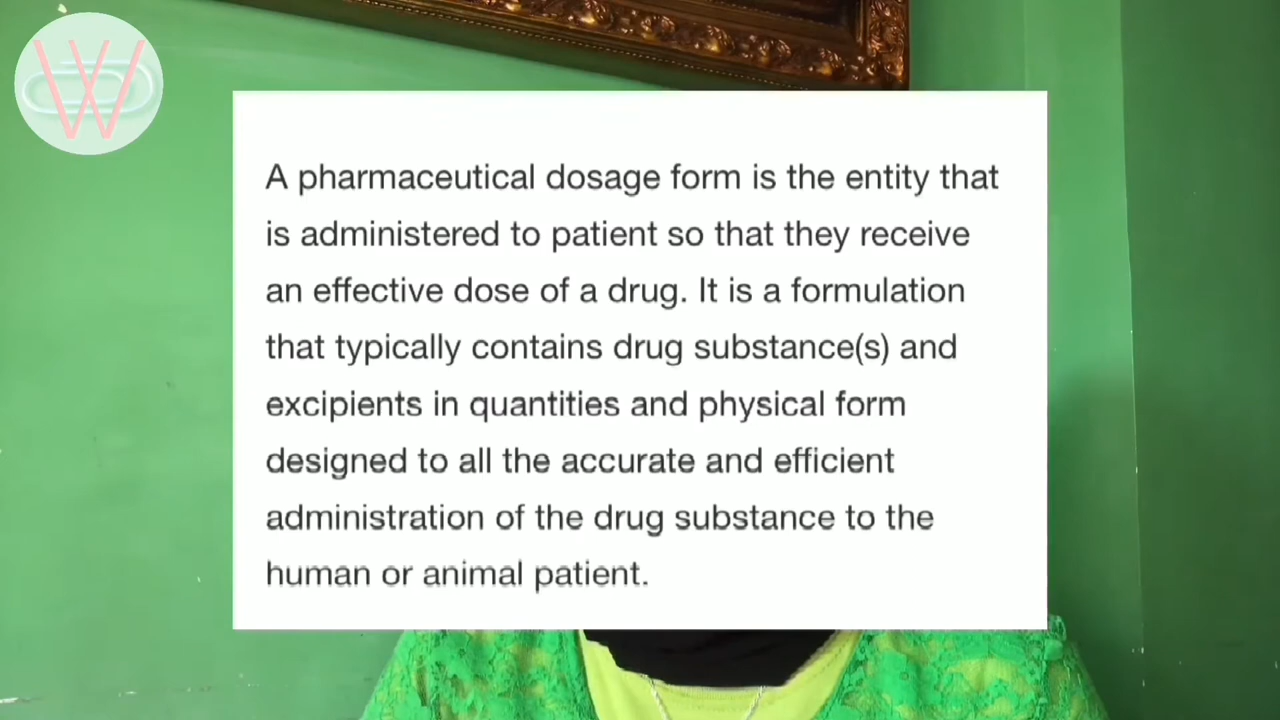 W
A pharmaceutical dosage form is the entity that
is administered to patient so that they receive
an effective dose of a drug. It is a formulation
that typically contains drug substance(s) and
excipients in quantities and physical form
designed to all the accurate and efficient
administration of the drug substance to the
human or animal patient.